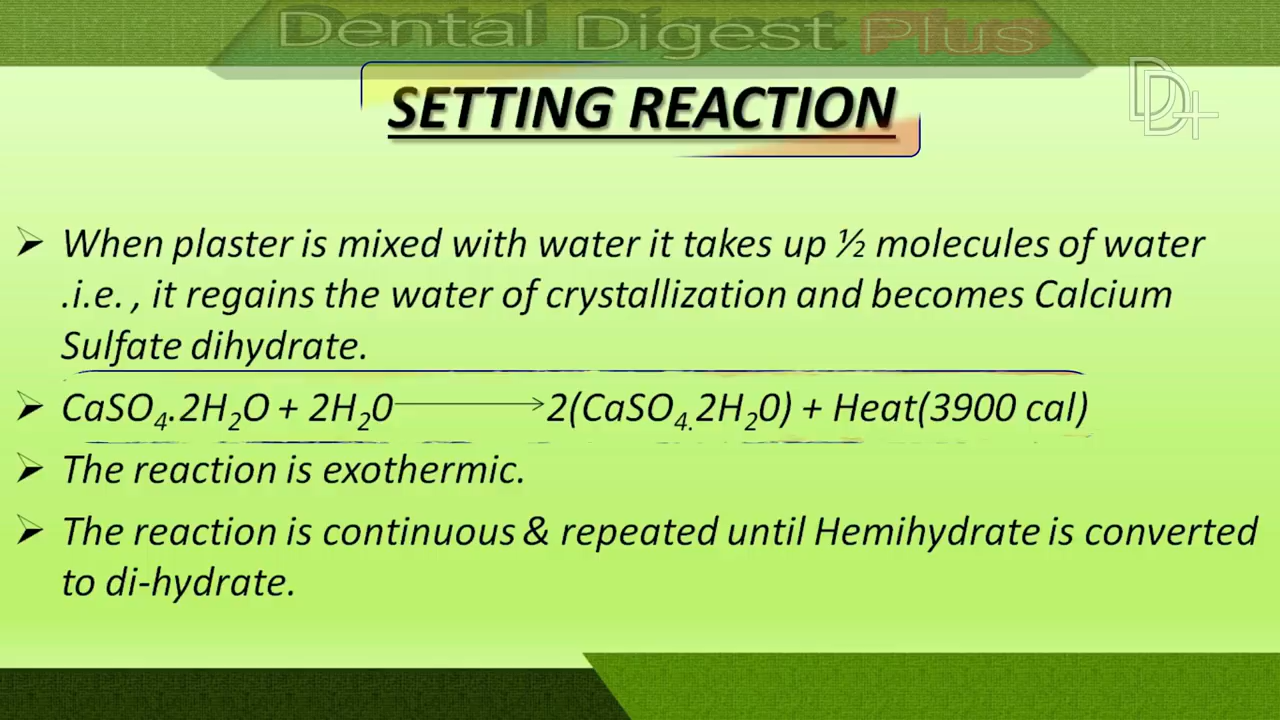 Dental Digest Plus
DD+
SETTING REACTION
➢ When plaster is mixed with water it takes up ½ molecules of water
.i.e. , it regains the water of crystallization and becomes Calcium
Sulfate dihydrate.
➢ CaSO₄.2H₂O + 2H₂0 → 2(CaSO₄.2H₂0) + Heat(3900 cal)
➢ The reaction is exothermic.
➢ The reaction is continuous & repeated until Hemihydrate is converted
to di-hydrate.